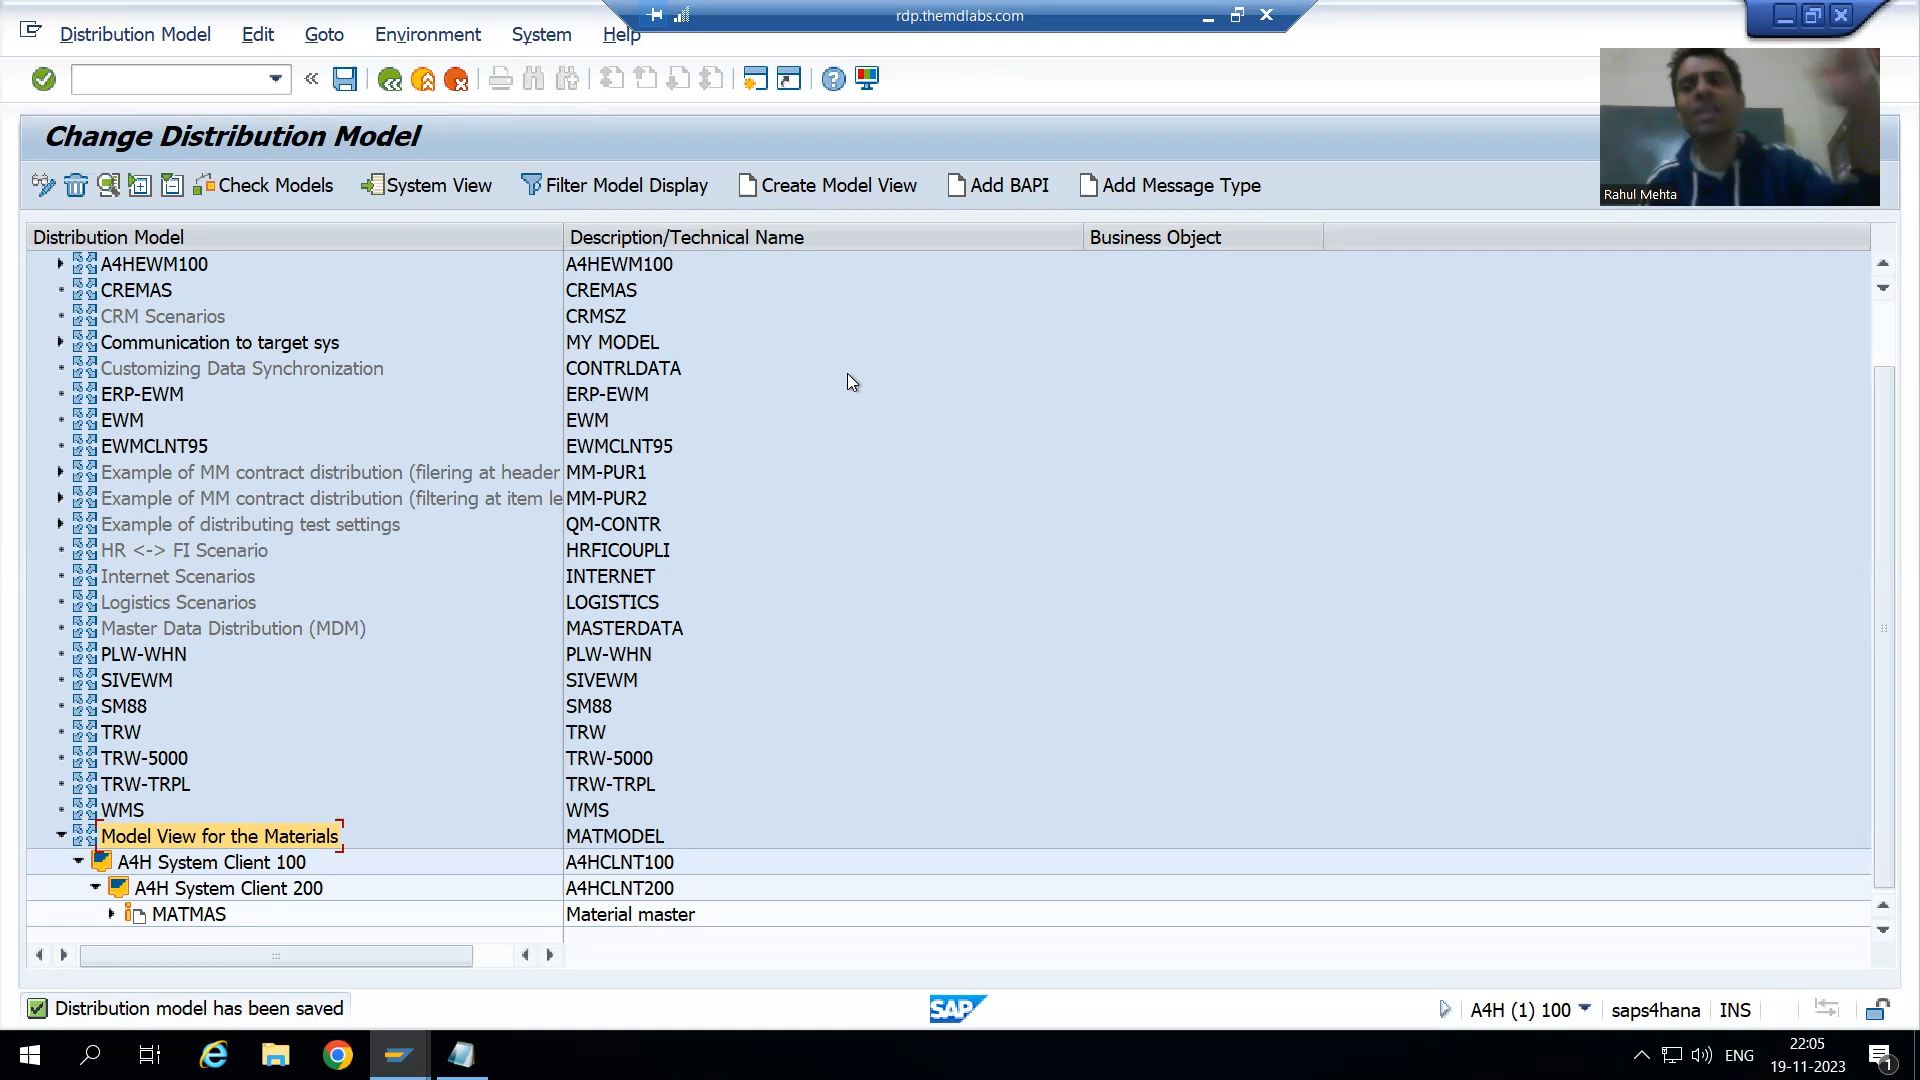 rdp.themdlabs.com
Distribution Model Edit Goto Environment System Help
Change Distribution Model
Check Models System View Filter Model Display Create Model View Add BAPI Add Message Type
Rahul Mehta
Distribution Model Description/Technical Name Business Object
A4HEWM100 A4HEWM100
CREMAS CREMAS
CRM Scenarios CRMSZ
Communication to target sys MY MODEL
Customizing Data Synchronization CONTRLDATA
ERP-EWM ERP-EWM
EWM EWM
EWMCLNT95 EWMCLNT95
Example of MM contract distribution (filering at header MM-PUR1
Example of MM contract distribution (filtering at item le MM-PUR2
Example of distributing test settings QM-CONTR
HR <-> FI Scenario HRFICOUPLI
Internet Scenarios INTERNET
Logistics Scenarios LOGISTICS
Master Data Distribution (MDM) MASTERDATA
PLW-WHN PLW-WHN
SIVEWM SIVEWM
SM88 SM88
TRW TRW
TRW-5000 TRW-5000
TRW-TRPL TRW-TRPL
WMS WMS
Model View for the Materials MATMODEL
A4H System Client 100 A4HCLNT100
A4H System Client 200 A4HCLNT200
MATMAS Material master
Distribution model has been saved SAP A4H (1) 100 saps4hana INS
ENG 22:05
19-11-2023 1